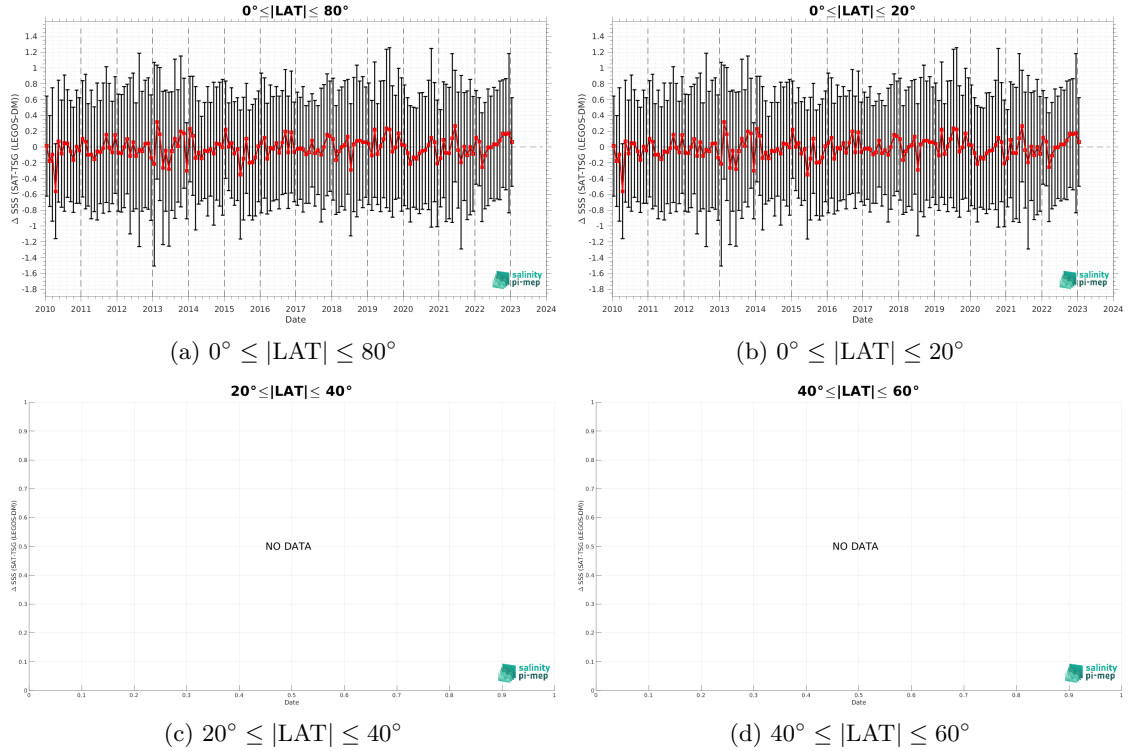 0°≤|LAT|≤ 80°
Δ SSS (SAT-TSG (LEGOS-DM))
1.4
1.2
1
0.8
0.6
0.4
0.2
0
-0.2
-0.4
-0.6
-0.8
-1
-1.2
-1.4
-1.6
-1.8
2010 2011 2012 2013 2014 2015 2016 2017 2018 2019 2020 2021 2022 2023 2024
Date
salinity
pi-mep
(a) 0° ≤ |LAT| ≤ 80°
0°≤|LAT|≤ 20°
Δ SSS (SAT-TSG (LEGOS-DM))
1.4
1.2
1
0.8
0.6
0.4
0.2
0
-0.2
-0.4
-0.6
-0.8
-1
-1.2
-1.4
-1.6
-1.8
2010 2011 2012 2013 2014 2015 2016 2017 2018 2019 2020 2021 2022 2023 2024
Date
salinity
pi-mep
(b) 0° ≤ |LAT| ≤ 20°
20°≤|LAT|≤ 40°
Δ SSS (SAT-TSG (LEGOS-DM))
1
0.9
0.8
0.7
0.6
0.5
0.4
0.3
0.2
0.1
0
NO DATA
0 0.1 0.2 0.3 0.4 0.5 0.6 0.7 0.8 0.9 1
Date
salinity
pi-mep
(c) 20° ≤ |LAT| ≤ 40°
40°≤|LAT|≤ 60°
Δ SSS (SAT-TSG (LEGOS-DM))
1
0.9
0.8
0.7
0.6
0.5
0.4
0.3
0.2
0.1
0
NO DATA
0 0.1 0.2 0.3 0.4 0.5 0.6 0.7 0.8 0.9 1
Date
salinity
pi-mep
(d) 40° ≤ |LAT| ≤ 60°